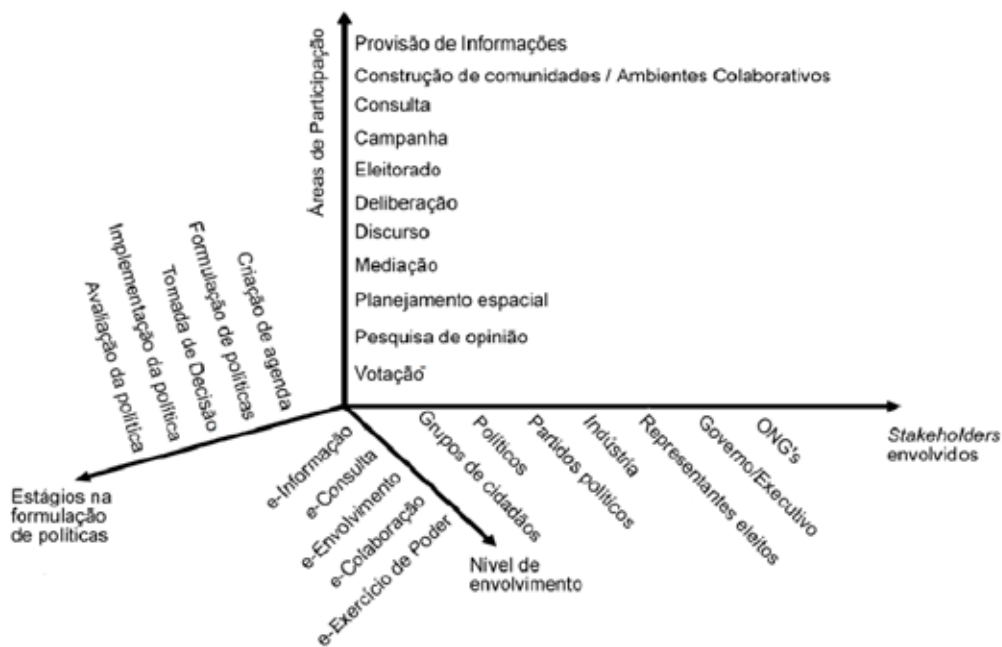 Áreas de Participação
Provisão de Informações
Construção de comunidades / Ambientes Colaborativos
Consulta
Campanha
Eleitorado
Deliberação
Discurso
Mediação
Planejamento espacial
Pesquisa de opinião
Votação
Criação de agenda
Formulação de políticas
Tomada de Decisão
Implementação da política
Avaliação da política
Estágios na
formulação
de políticas
e-Informação
e-Consulta
e-Envolvimento
e-Colaboração
e-Exercício de Poder
Nível de
envolvimento
Grupos de cidadãos
Políticos
Partidos políticos
Indústria
Representantes eleitos
Governo/Executivo
ONG's
Stakeholders
envolvidos